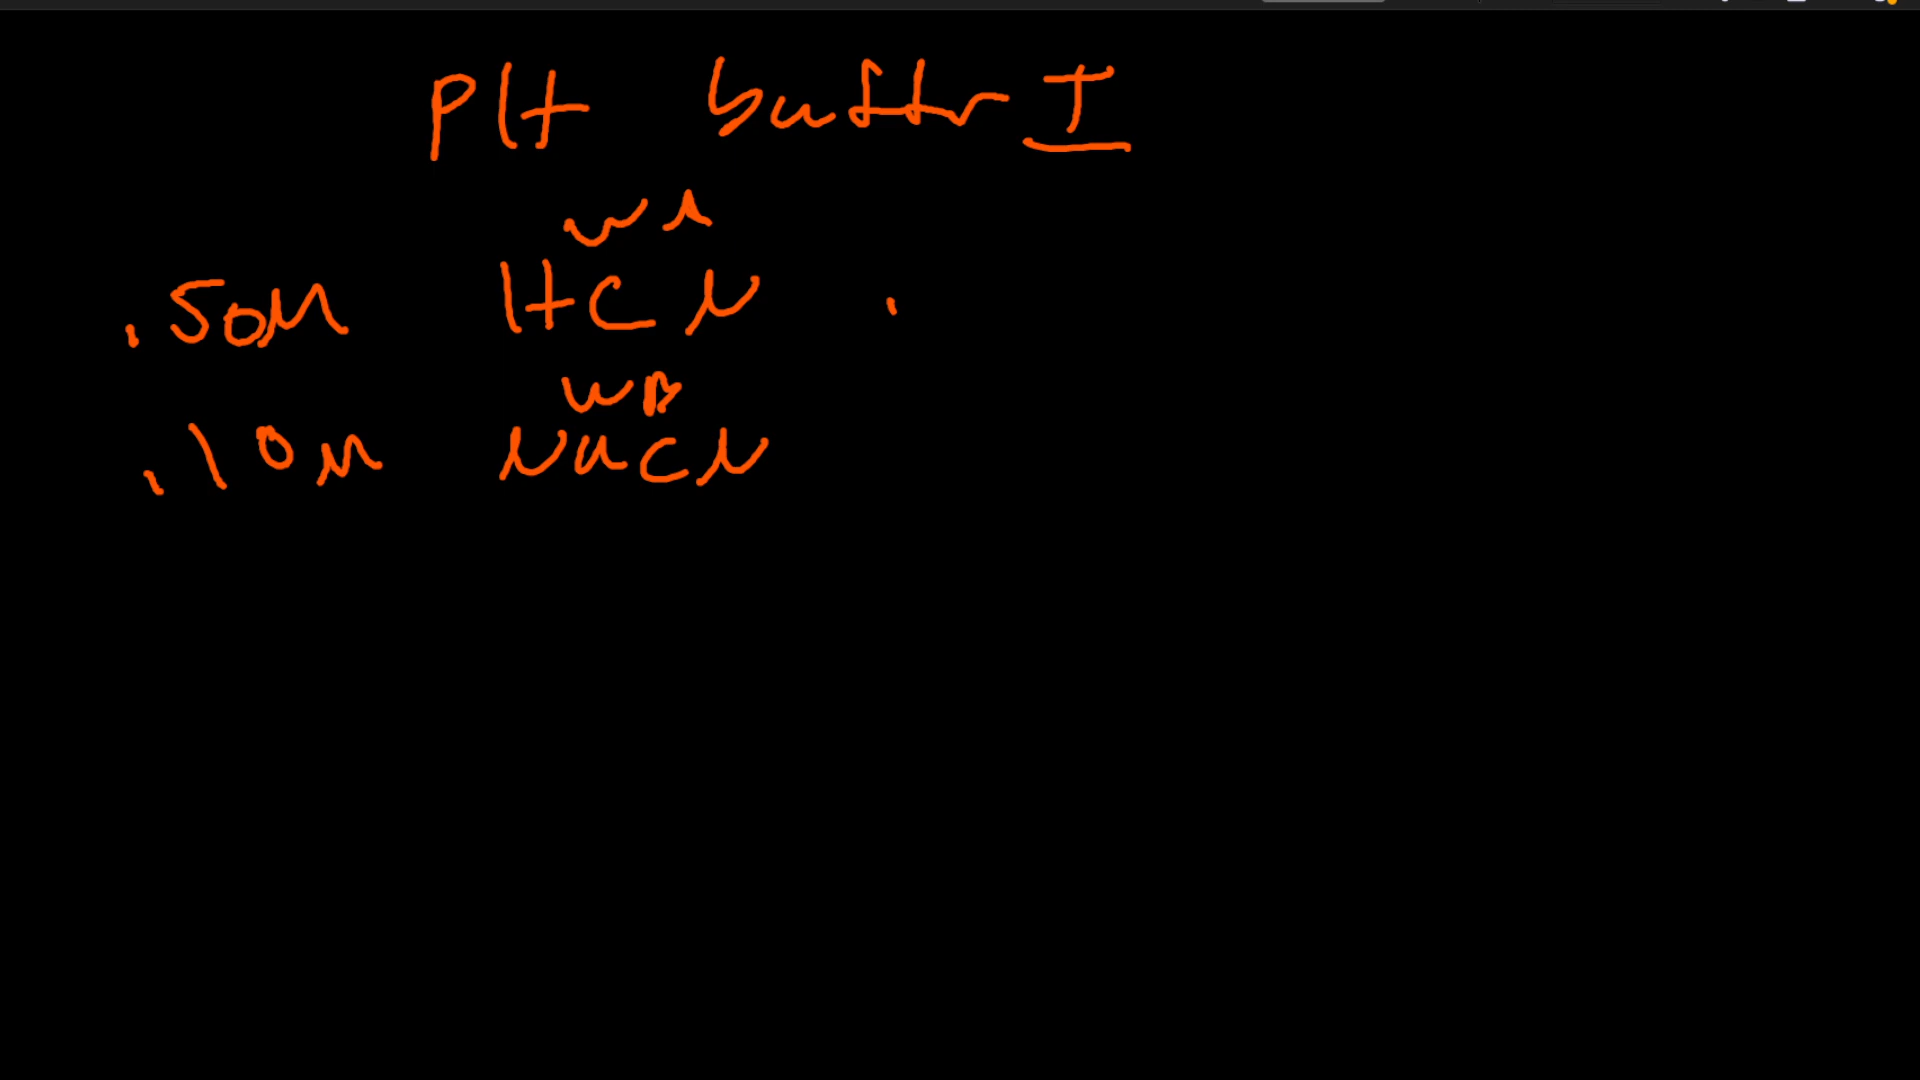 PH buffer I
WA
.50M HCN .
WB
.10M NaCN